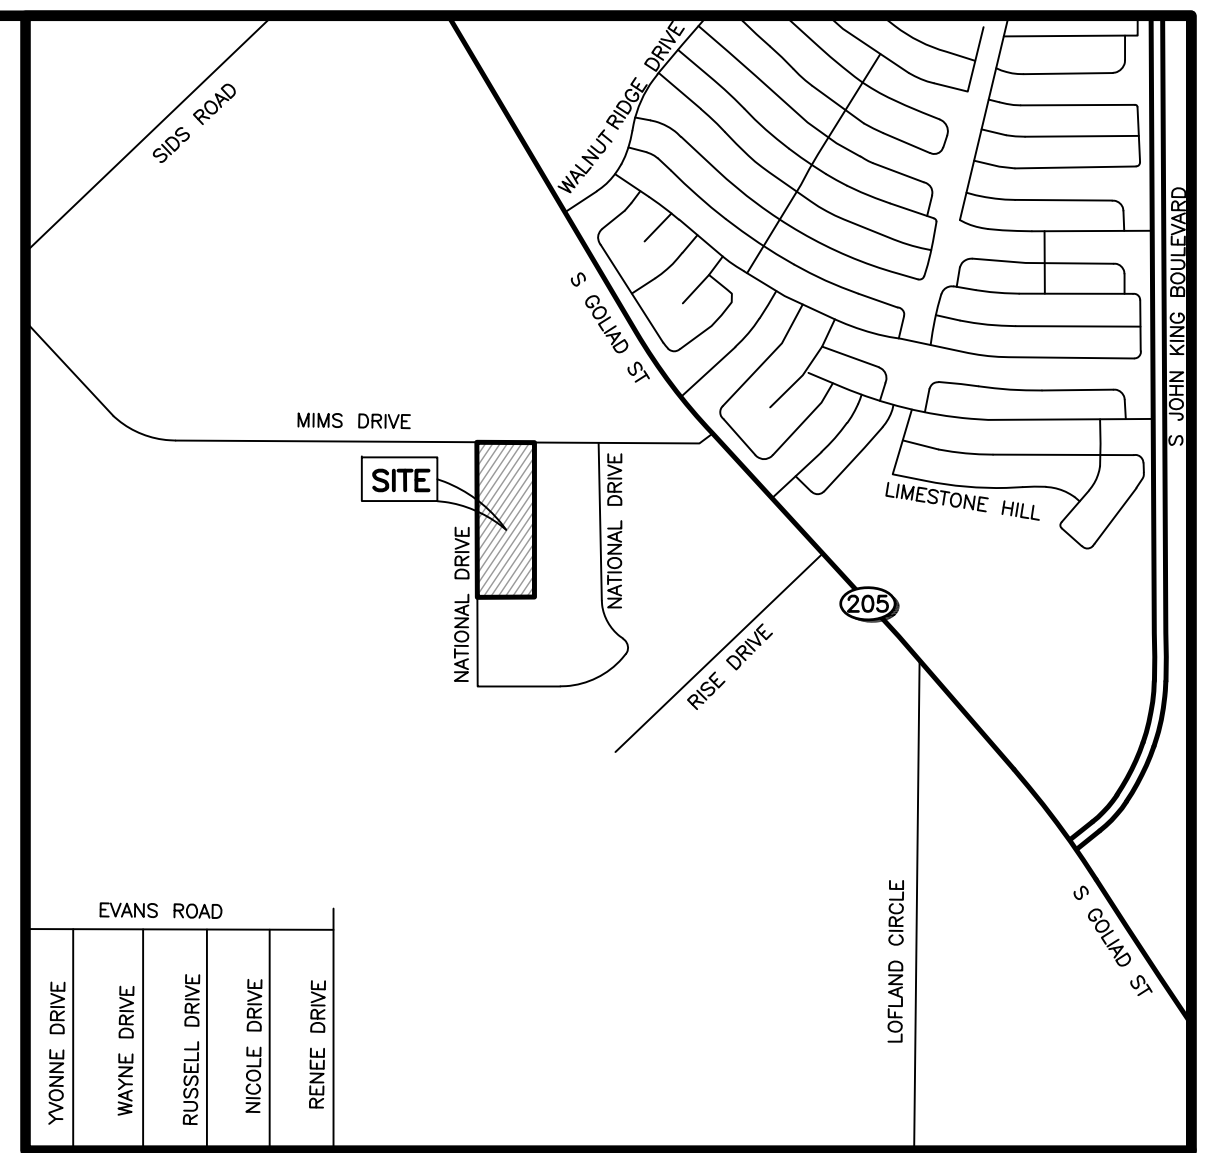 SIDS ROAD
WALNUT RIDGE DRIVE
S JOHN KING BOULEVARD
S GOLIAD ST
MIMS DRIVE
SITE
NATIONAL DRIVE
NATIONAL DRIVE
LIMESTONE HILL
205
RISE DRIVE
LOFLAND CIRCLE
S GOLIAD ST
EVANS ROAD
YVONNE DRIVE
WAYNE DRIVE
RUSSELL DRIVE
NICOLE DRIVE
RENEE DRIVE